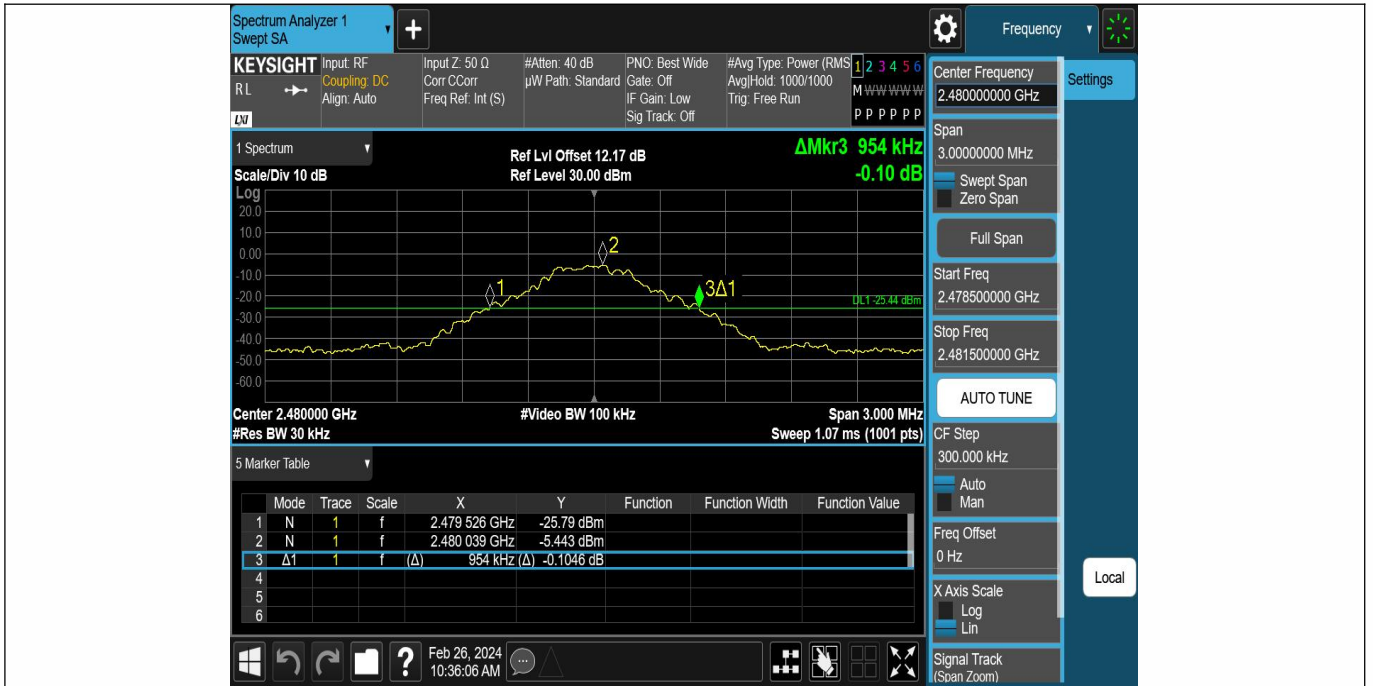 Spectrum Analyzer 1
Swept SA
+
Frequency
KEYSIGHT
RL
LXI
Input: RF
Coupling: DC
Align: Auto
Input Z: 50 Ω
Corr CCorr
Freq Ref: Int (S)
#Atten: 40 dB
µW Path: Standard
PNO: Best Wide
Gate: Off
IF Gain: Low
Sig Track: Off
#Avg Type: Power (RMS
Avg|Hold: 1000/1000
Trig: Free Run
1 2 3 4 5 6
M W W W W W
P P P P P P
1 Spectrum
Scale/Div 10 dB
Ref Lvl Offset 12.17 dB
Ref Level 30.00 dBm
ΔMkr3 954 kHz
-0.10 dB
Log
20.0
10.0
0.00
-10.0
-20.0
-30.0
-40.0
-50.0
-60.0
1
2
3Δ1
DL1 -25.44 dBm
Center 2.480000 GHz
#Video BW 100 kHz
Span 3.000 MHz
#Res BW 30 kHz
Sweep 1.07 ms (1001 pts)
5 Marker Table
Mode Trace Scale X Y Function Function Width Function Value
1 N 1 f 2.479 526 GHz -25.79 dBm
2 N 1 f 2.480 039 GHz -5.443 dBm
3 Δ1 1 f (Δ) 954 kHz (Δ) -0.1046 dB
4
5
6
?
Feb 26, 2024
10:36:06 AM
Center Frequency
2.480000000 GHz
Settings
Span
3.00000000 MHz
Swept Span
Zero Span
Full Span
Start Freq
2.478500000 GHz
Stop Freq
2.481500000 GHz
AUTO TUNE
CF Step
300.000 kHz
Auto
Man
Freq Offset
0 Hz
Local
X Axis Scale
Log
Lin
Signal Track
(Span Zoom)